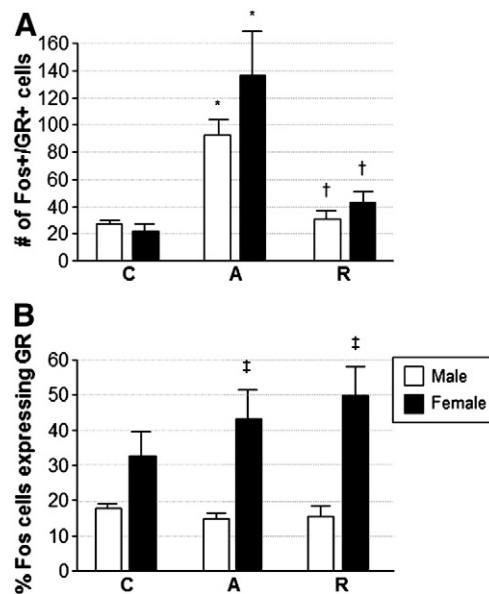 A
# of Fos+/GR+ cells
160
140
120
100
80
60
40
20
0
*
*
†
†
C A R
B
% Fos cells expressing GR
60
50
40
30
20
10
0
‡
‡
C A R
Male
Female